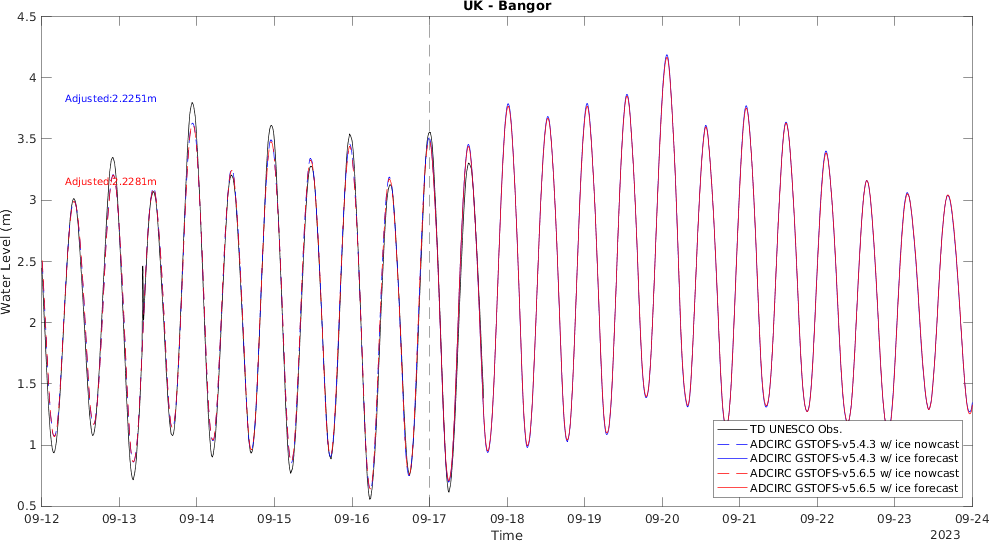 UK - Bangor
4.5
4
3.5
3
2.5
2
1.5
1
0.5
Water Level (m)
Adjusted:2.2251m
Adjusted:2.2281m
TD UNESCO Obs.
ADCIRC GSTOFS-v5.4.3 w/ ice nowcast
ADCIRC GSTOFS-v5.4.3 w/ ice forecast
ADCIRC GSTOFS-v5.6.5 w/ ice nowcast
ADCIRC GSTOFS-v5.6.5 w/ ice forecast
09-12 09-13 09-14 09-15 09-16 09-17 09-18 09-19 09-20 09-21 09-22 09-23 09-24
Time
2023